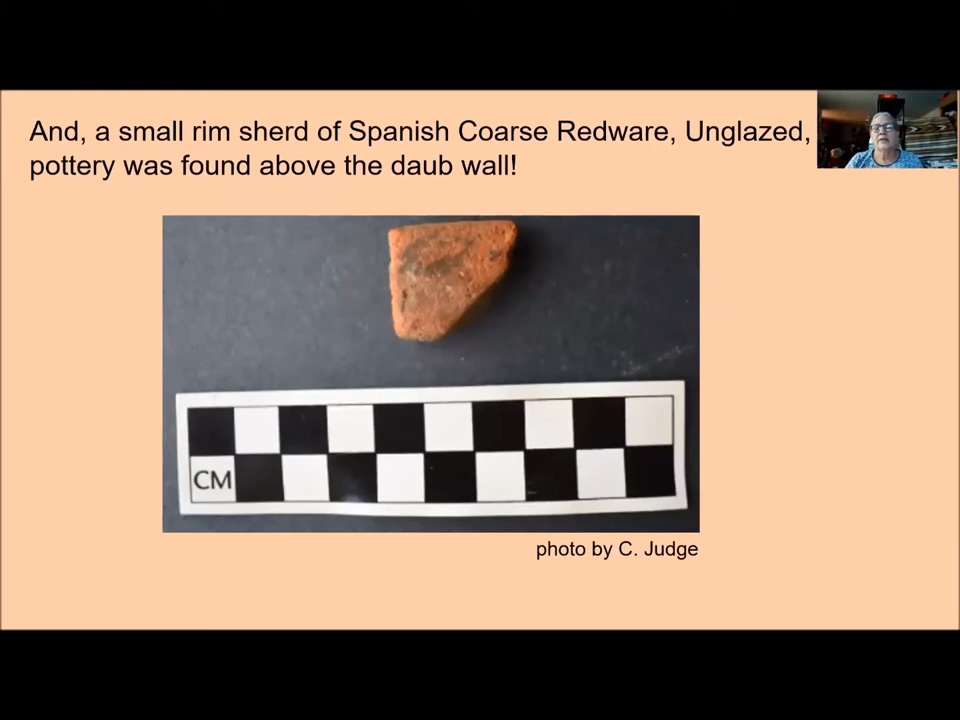 And, a small rim sherd of Spanish Coarse Redware, Unglazed,
pottery was found above the daub wall!
CM
photo by C. Judge